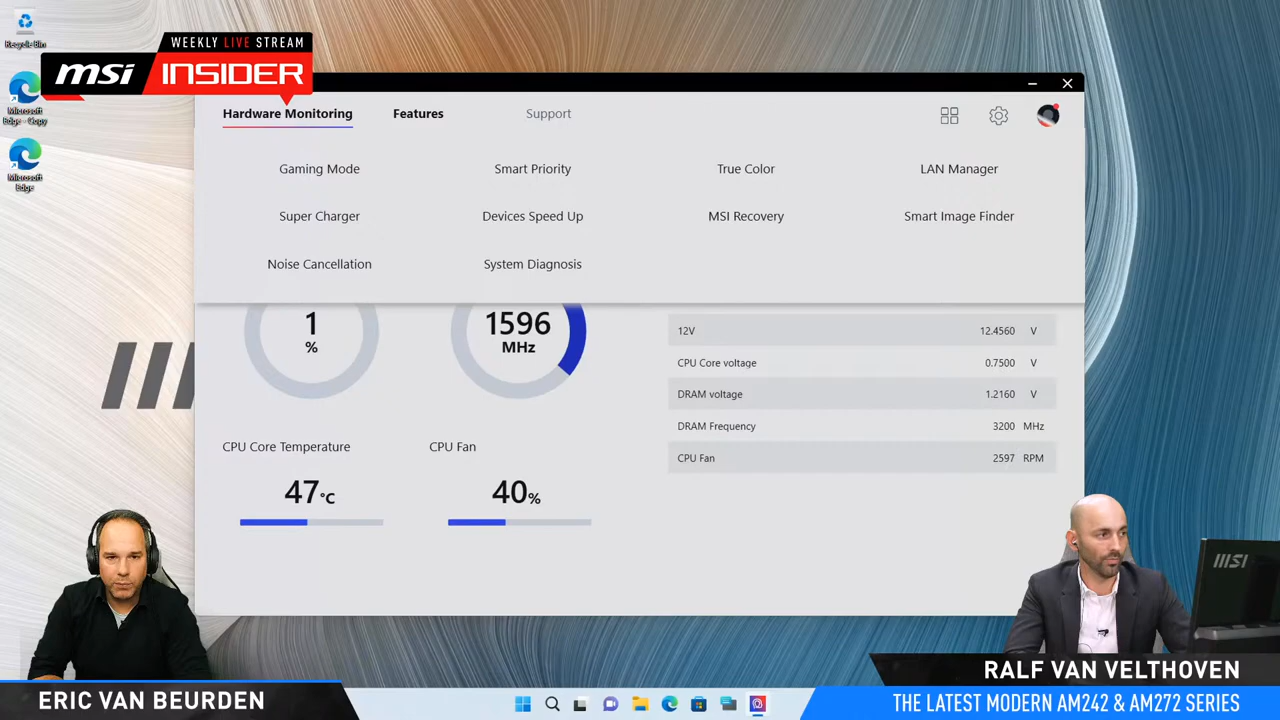 Recycle Bin
WEEKLY LIVE STREAM
msi INSIDER
Microsoft
Edge - Copy
Microsoft
Edge
Hardware Monitoring
Features
Support
Gaming Mode
Smart Priority
True Color
LAN Manager
Super Charger
Devices Speed Up
MSI Recovery
Smart Image Finder
Noise Cancellation
System Diagnosis
1
%
1596
MHz
12V 12.4560 V
CPU Core voltage 0.7500 V
DRAM voltage 1.2160 V
DRAM Frequency 3200 MHz
CPU Fan 2597 RPM
CPU Core Temperature
47°C
CPU Fan
40%
msi
ERIC VAN BEURDEN
RALF VAN VELTHOVEN
THE LATEST MODERN AM242 & AM272 SERIES